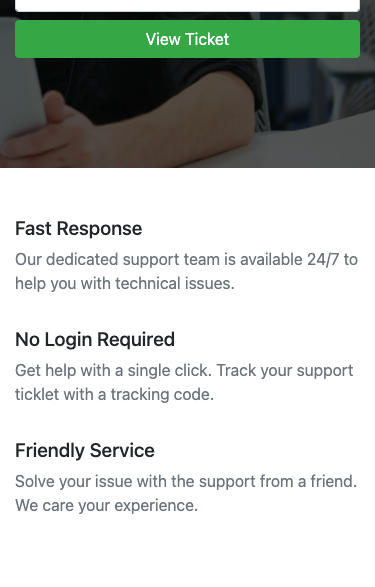 View Ticket
Fast Response
Our dedicated support team is available 24/7 to
help you with technical issues.
No Login Required
Get help with a single click. Track your support
ticklet with a tracking code.
Friendly Service
Solve your issue with the support from a friend.
We care your experience.